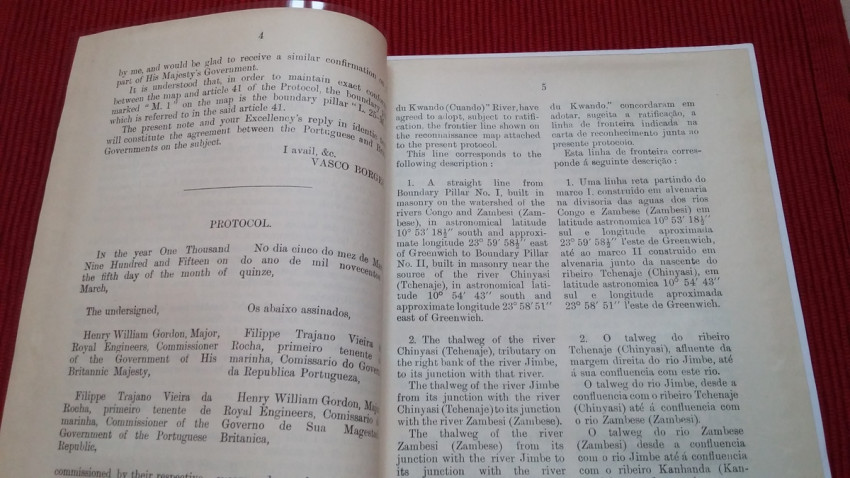 4
by me, and would be glad to receive a similar confirmation on
part of His Majesty's Government.
It is understood that, in order to maintain exact
between the map and article 41 of the Protocol, the boundary
marked "M. 1" on the map is the boundary pillar
which is referred to in the said article 41.
The present note and your Excellency's reply in identic
will constitute the agreement between the Portuguese and
Governments on the subject.
I avail, &c.
VASCO
PROTOCOL.
In the year One Thousand
Nine Hundred and Fifteen on
the fifth day of the month of
March,
The undersigned,
Henry William Gordon, Major,
Royal Engineers, Commissioner
of the Government of His
Britannic Majesty,
Filippe Trajano Vieira da
Rocha, primeiro tenente de
marinha, Commissioner of the
Government of the Portuguese
Republic,
commissioned by their respective
No dia cinco do mez de
do ano de mil novecentos
quinze,
Os abaixo assinados,
Filippe Trajano Vieira
Rocha, primeiro tenente
marinha, Comissario do
da Republica Portugueza,
Henry William Gordon,
Royal Engineers, Comissario
Governo de Sua
Britanica,
5
du Kwando (Cuando)" River, have
agreed to adopt, subject to ratifi-
cation, the frontier line shown on
the reconnaissance map attached
to the present protocol.
This line corresponds to the
following description :
1. A straight line from
Boundary Pillar No. I, built in
masonry on the watershed of the
rivers Congo and Zambesi (Zam-
bese), in astronomical latitude
10° 53′ 18½″ south and approxi-
mate longitude 23° 59′ 58½″ east
of Greenwich to Boundary Pillar
No. II, built in masonry near the
source of the river Chinyasi
(Tchenaje), in astronomical lati-
tude 10° 54′ 43″ south and
approximate longitude 23° 58′ 51″
east of Greenwich.
2. The thalweg of the river
Chinyasi (Tchenaje), tributary on
the right bank of the river Jimbe,
to its junction with that river.
The thalweg of the river Jimbe
from its junction with the river
Chinyasi (Tchenaje) to its junction
with the river Zambesi (Zambese).
The thalweg of the river
Zambesi (Zambese) from its
junction with the river Jimbe to
its junction with the river
du Kwando." concordaram em
adotar, sugeita a ratificação, a
linha de fronteira indicada na
carta de reconhecimento junta ao
presente protocolo.
Esta linha de fronteira corres-
ponde á seguinte descrição :
1. Uma linha reta partindo do
marco I. construido em alvenaria
na divisoria das aguas dos rios
Congo e Zambese (Zambesi) em
latitude astronomica 10° 53′ 18½″
sul e longitude aproximada
23° 59′ 58½″ l'este de Greenwich,
até ao marco II construido em
alvenaria junto da nascente do
ribeiro Tchenaje (Chinyasi), em
latitude astronomica 10° 54′ 43″
sul e longitude aproximada
23° 58′ 51″ l'este de Greenwich.
2. O talweg do ribeiro
Tchenaje (Chinyasi), afluente da
margem direita do rio Jimbe, até
á sua confluencia com este rio.
O talweg do rio Jimbe, desde a
confluencia com o ribeiro Tchenaje
(Chinyasi) até á confluencia com
o rio Zambese (Zambesi).
O talweg do rio Zambese
(Zambesi) desde a confluencia
com o rio Jimbe até á confluencia
com o ribeiro Kanhanda (Kan-